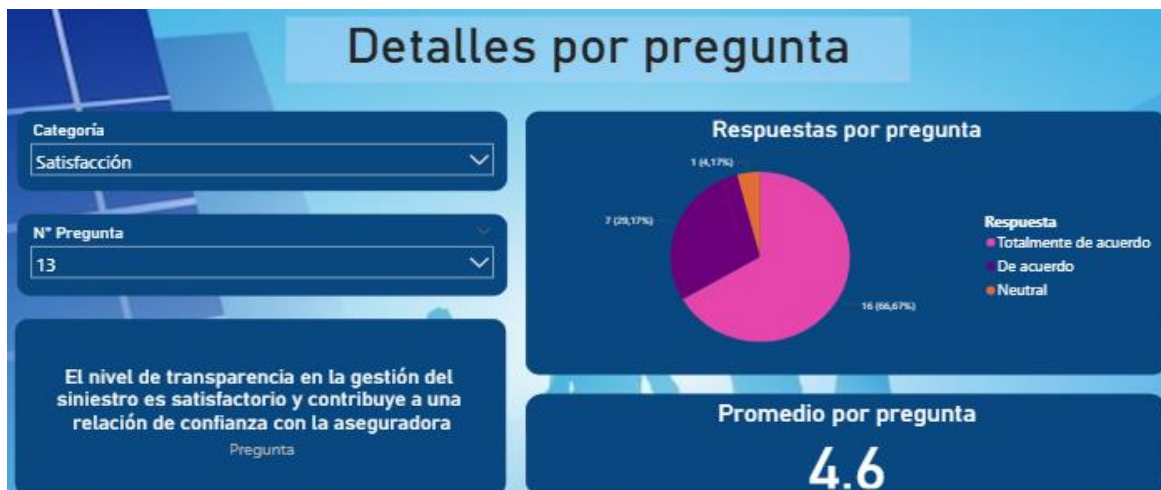 Detalles por pregunta
Categoría
Satisfacción
N° Pregunta
13
El nivel de transparencia en la gestión del
siniestro es satisfactorio y contribuye a una
relación de confianza con la aseguradora
Pregunta
Respuestas por pregunta
1 (4,17%)
7 (29,17%)
16 (66,67%)
Respuesta
Totalmente de acuerdo
De acuerdo
Neutral
Promedio por pregunta
4.6